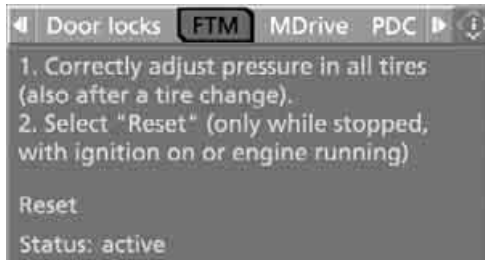 Door locks FTM MDrive PDC
1. Correctly adjust pressure in all tires
(also after a tire change).
2. Select "Reset" (only while stopped,
with ignition on or engine running)
Reset
Status: active